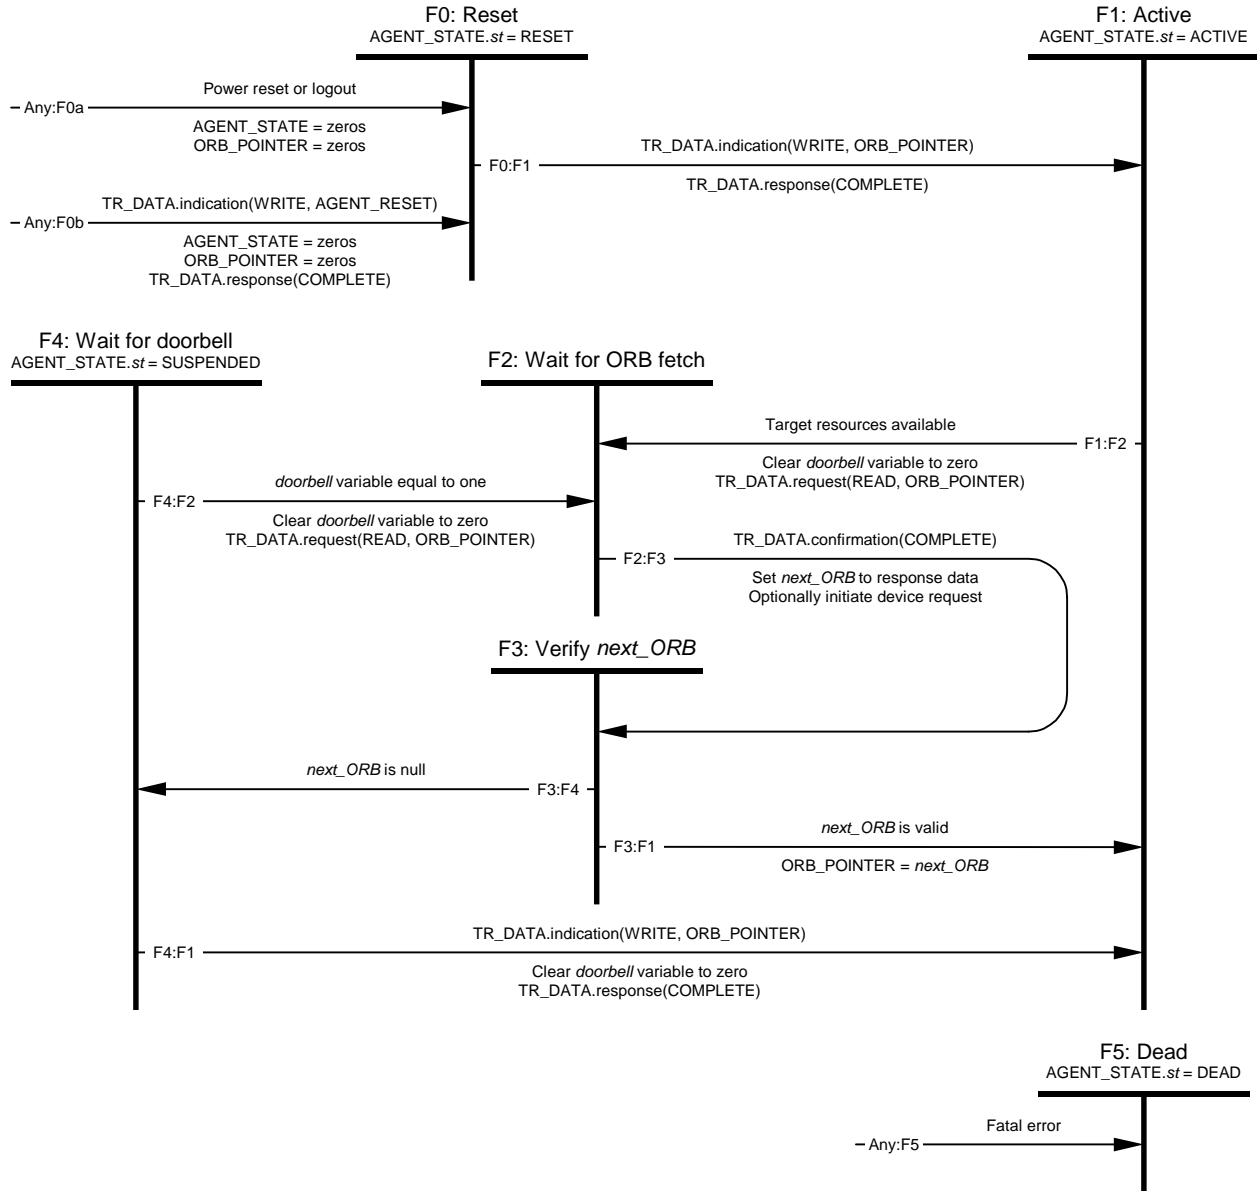 F0: Reset
AGENT_STATE.st = RESET
F1: Active
AGENT_STATE.st = ACTIVE
Power reset or logout
Any:F0a
AGENT_STATE = zeros
ORB_POINTER = zeros
TR_DATA.indication(WRITE, ORB_POINTER)
F0:F1
TR_DATA.response(COMPLETE)
TR_DATA.indication(WRITE, AGENT_RESET)
Any:F0b
AGENT_STATE = zeros
ORB_POINTER = zeros
TR_DATA.response(COMPLETE)
F4: Wait for doorbell
AGENT_STATE.st = SUSPENDED
F2: Wait for ORB fetch
Target resources available
F1:F2
Clear doorbell variable to zero
TR_DATA.request(READ, ORB_POINTER)
doorbell variable equal to one
F4:F2
Clear doorbell variable to zero
TR_DATA.request(READ, ORB_POINTER)
TR_DATA.confirmation(COMPLETE)
F2:F3
Set next_ORB to response data
Optionally initiate device request
F3: Verify next_ORB
next_ORB is null
F3:F4
next_ORB is valid
F3:F1
ORB_POINTER = next_ORB
TR_DATA.indication(WRITE, ORB_POINTER)
F4:F1
Clear doorbell variable to zero
TR_DATA.response(COMPLETE)
F5: Dead
AGENT_STATE.st = DEAD
Fatal error
Any:F5